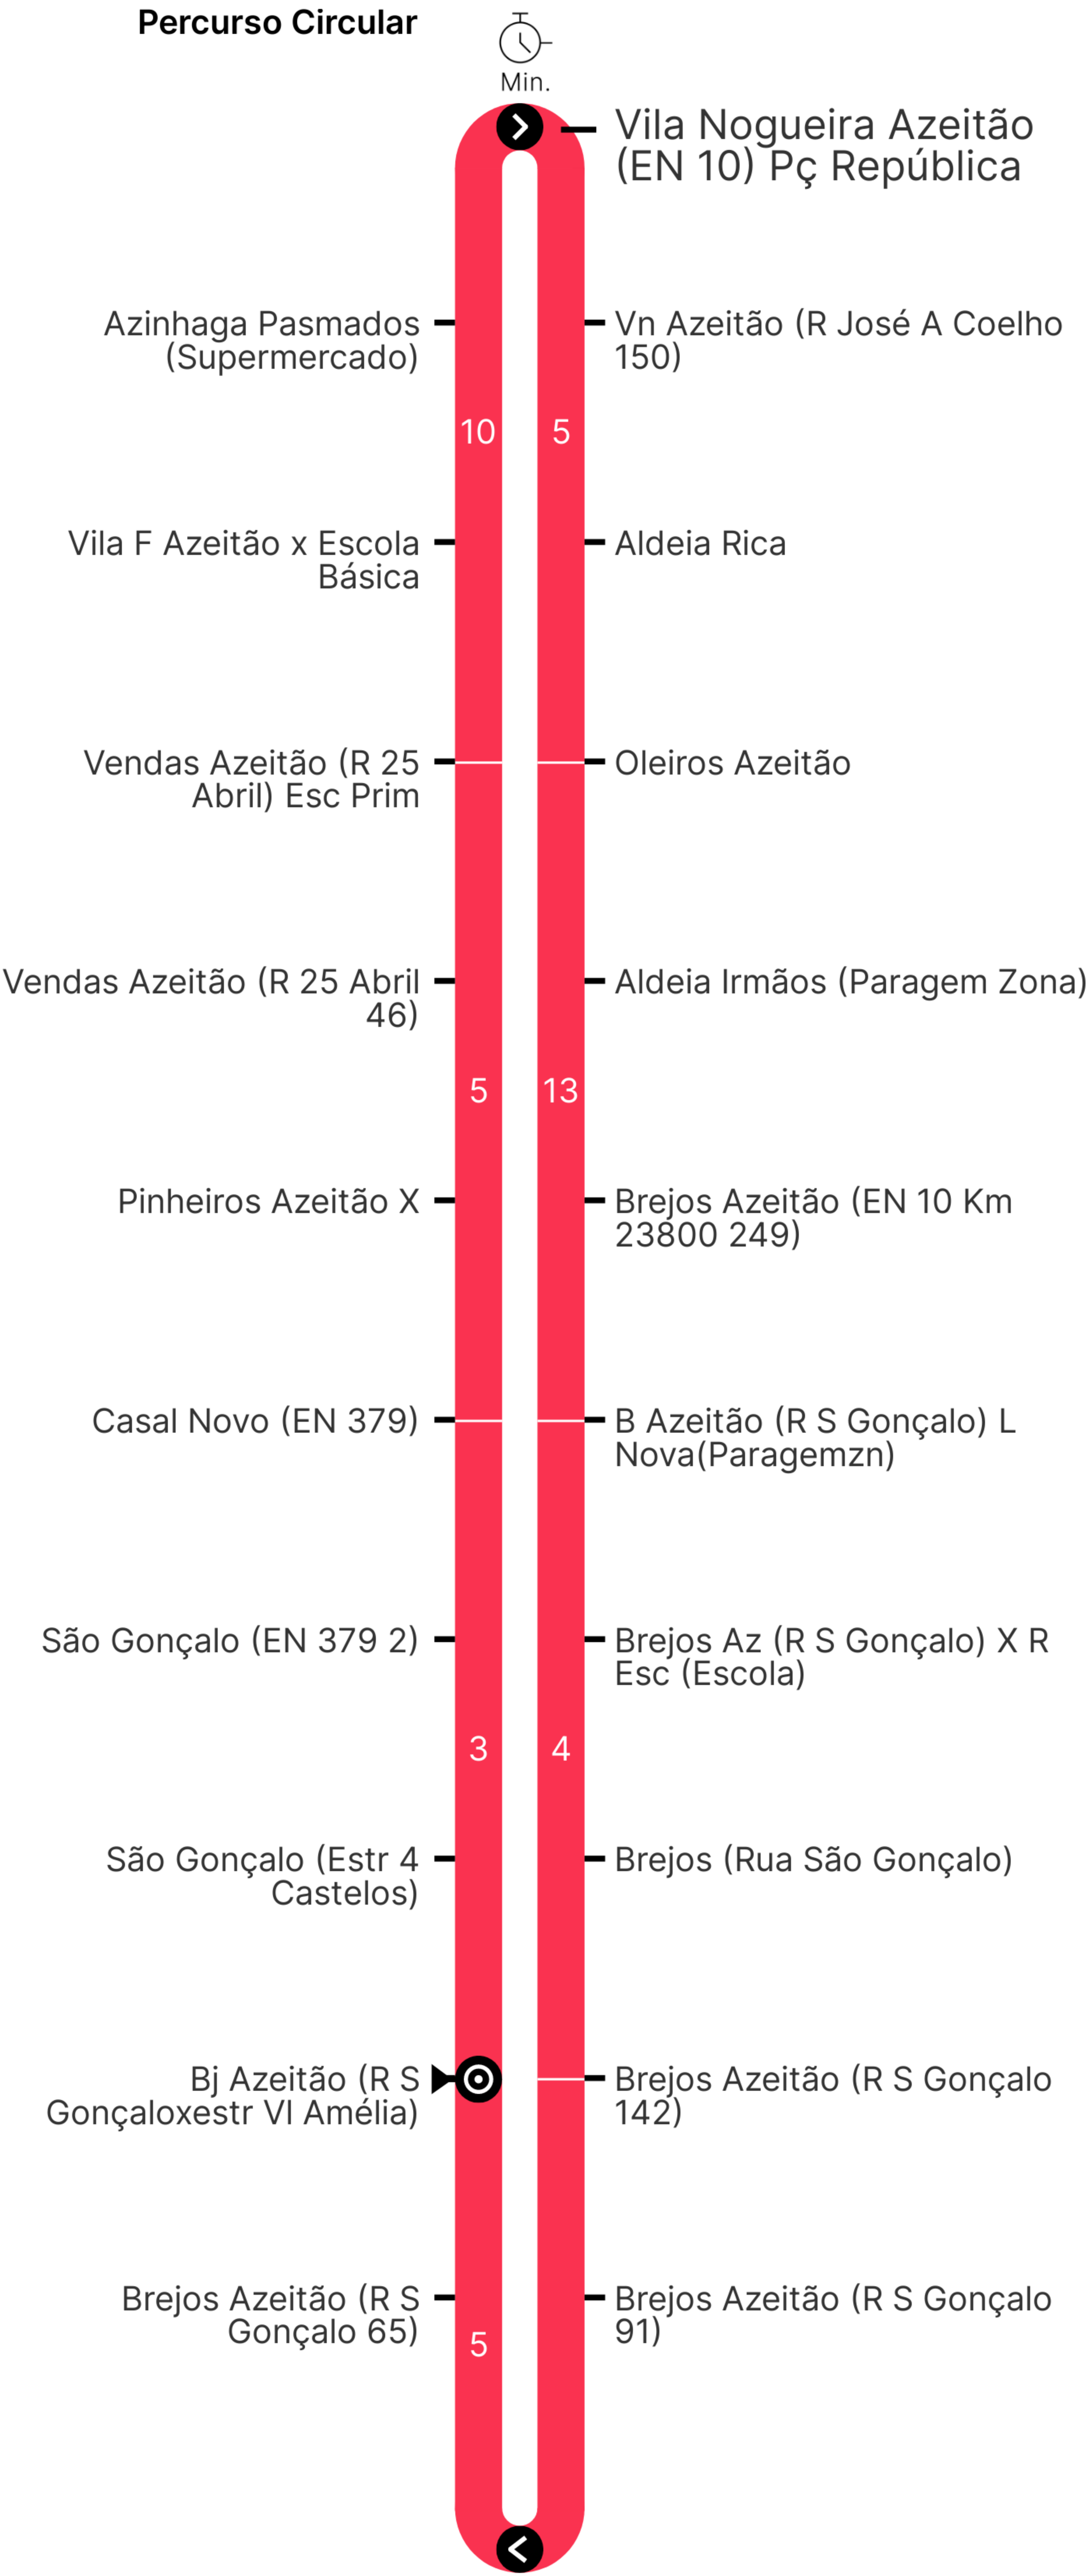 Percurso Circular
Min.
Vila Nogueira Azeitão
(EN 10) Pç República
Azinhaga Pasmados
(Supermercado)
Vn Azeitão (R José A Coelho
150)
10
5
Vila F Azeitão x Escola
Básica
Aldeia Rica
Vendas Azeitão (R 25
Abril) Esc Prim
Oleiros Azeitão
Vendas Azeitão (R 25 Abril
46)
Aldeia Irmãos (Paragem Zona)
5
13
Pinheiros Azeitão X
Brejos Azeitão (EN 10 Km
23800 249)
Casal Novo (EN 379)
B Azeitão (R S Gonçalo) L
Nova(Paragemzn)
São Gonçalo (EN 379 2)
Brejos Az (R S Gonçalo) X R
Esc (Escola)
3
4
São Gonçalo (Estr 4
Castelos)
Brejos (Rua São Gonçalo)
Bj Azeitão (R S
Gonçaloxestr Vl Amélia)
Brejos Azeitão (R S Gonçalo
142)
Brejos Azeitão (R S
Gonçalo 65)
Brejos Azeitão (R S Gonçalo
91)
5